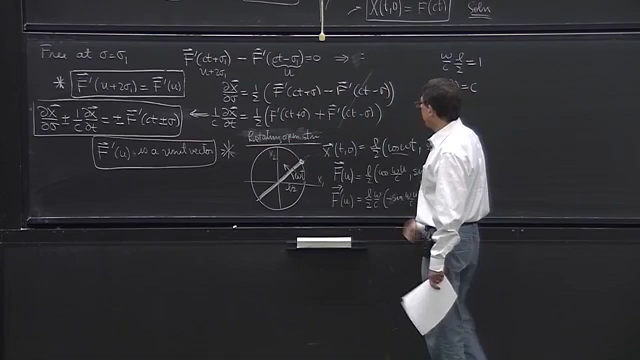 X⃗(t,0) = F⃗(ct) Soln
Free at σ=σ₁
F⃗'(ct+σ₁) − F⃗'(ct−σ₁)=0 ⇒
u+2σ₁ u
* F⃗'(u+2σ₁) = F⃗'(u)
∂X⃗/∂σ = 1/2 (F⃗'(ct+σ) − F⃗'(ct−σ))
∂X⃗/∂σ ± 1/c ∂X⃗/∂t = ± F⃗'(ct±σ) ⇐ 1/c ∂X⃗/∂t = 1/2 (F⃗'(ct+σ) + F⃗'(ct−σ))
F⃗'(u) is a unit vector *
Rotating open string
X₂
X₁
ωt
l/2
X⃗(t,0) = l/2 (cos ωt,
F⃗(u) = l/2 (cos ωu/c, sin
F⃗'(u) = l/2 ω/c (−sin ωu/c
ω/c l/2 = 1
= c